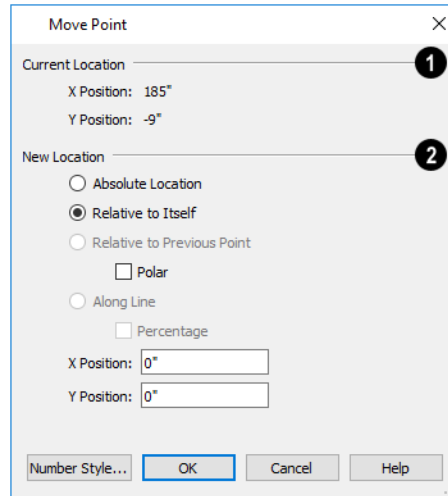 Move Point
Current Location 1
X Position: 185"
Y Position: -9"
New Location 2
Absolute Location
Relative to Itself
Relative to Previous Point
Polar
Along Line
Percentage
X Position: 0"
Y Position: 0"
Number Style... OK Cancel Help